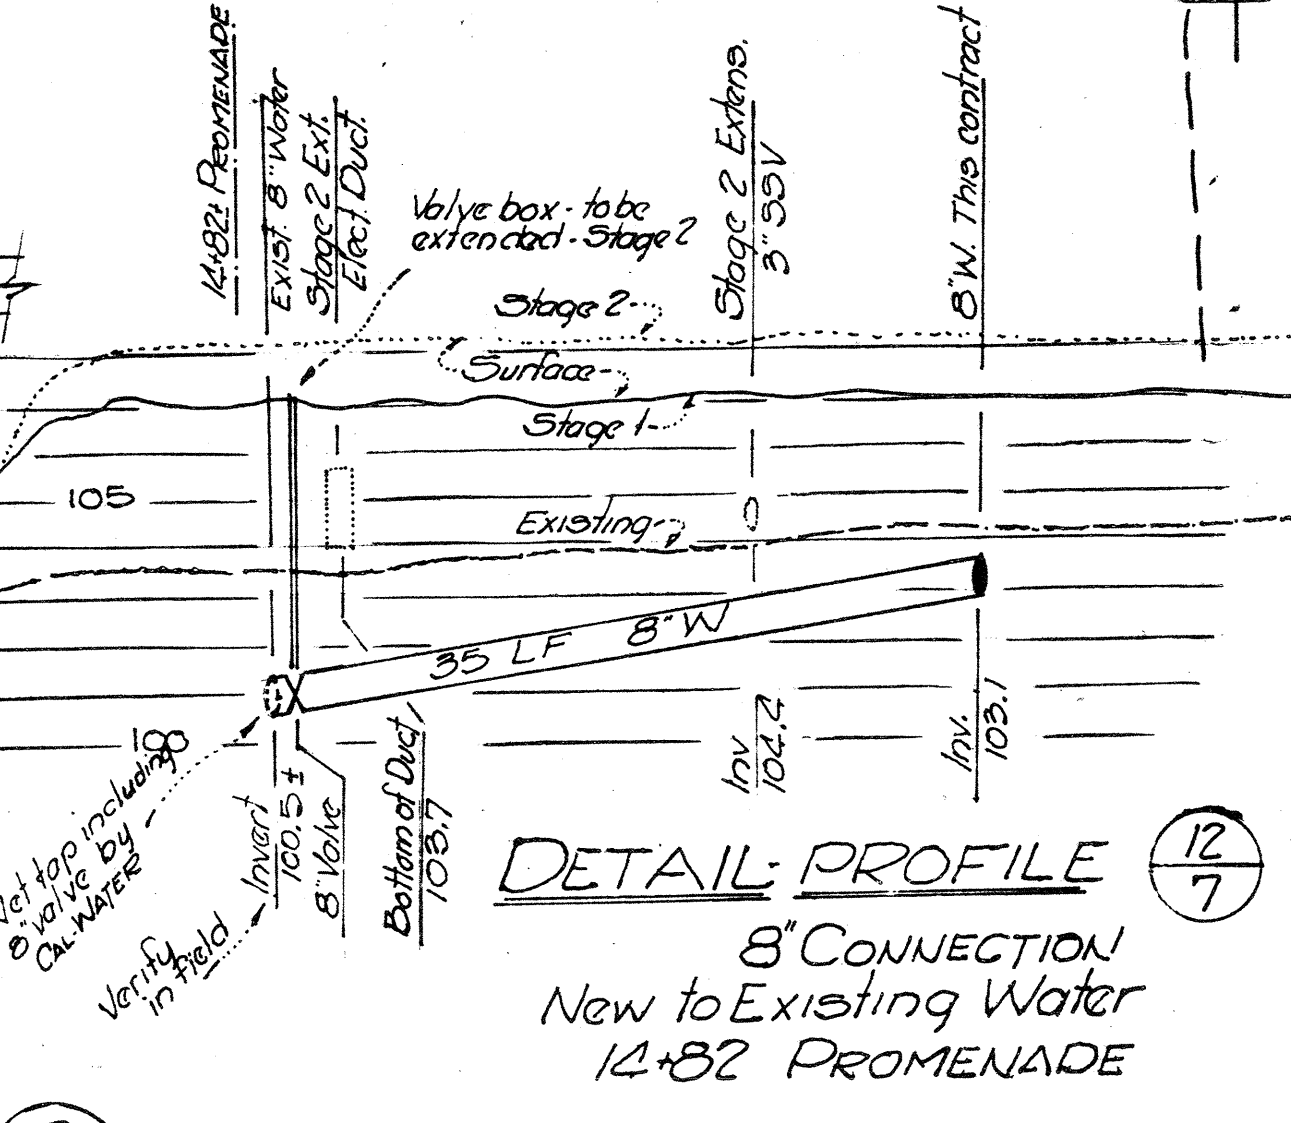 14+82± PROMENADE
Exist. 8" Water
Stage 2 Ext.
Elect. Duct.
Valve box - to be
extended - Stage 2
Stage 2 Extens.
3" SSV
8"W. This contract
Stage 2
Surface
Stage 1
105
Existing
35 LF 8"W
100
Wet top including
8" valve by
CAL-WATER
Verify
in field
Invert
100.5±
8" Valve
Bottom of Duct
103.7
Inv
104.4
Inv.
103.1
DETAIL - PROFILE
12
7
8" CONNECTION
New to Existing Water
14+82 PROMENADE